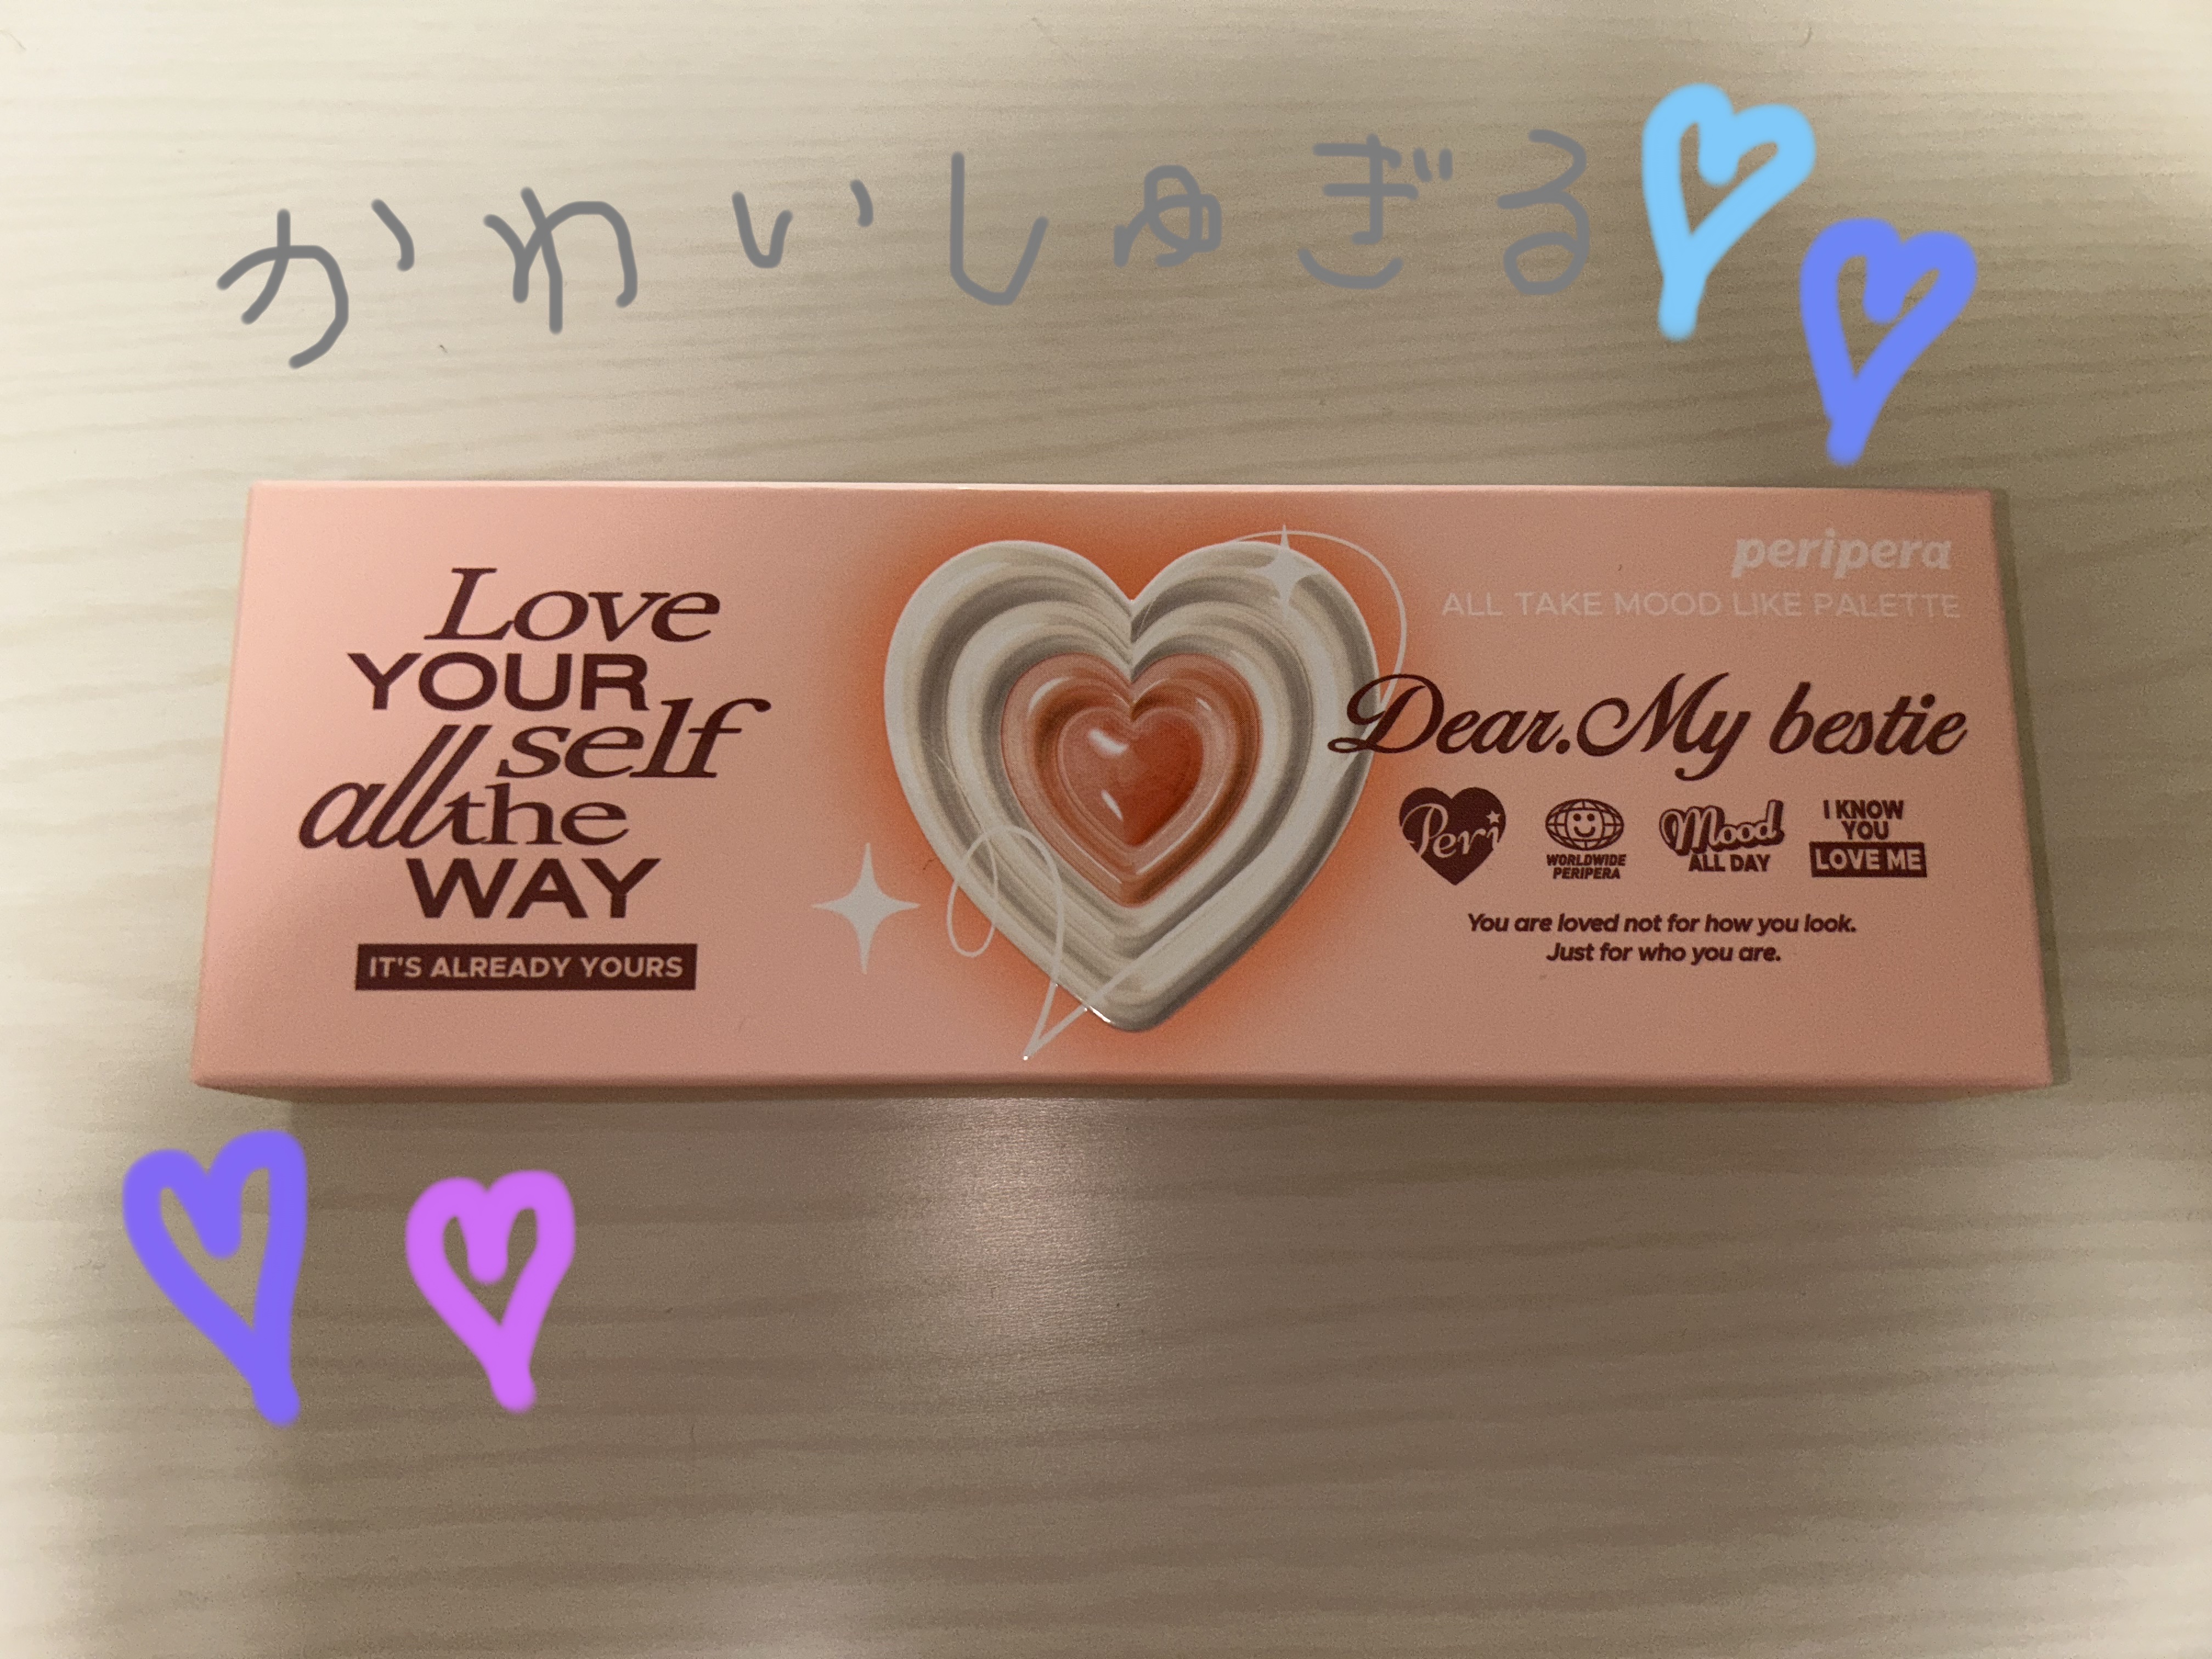 かわいしゅぎる
Love
YOUR
self
all the
WAY
IT'S ALREADY YOURS
peripera
ALL TAKE MOOD LIKE PALETTE
Dear.My bestie
Peri
WORLDWIDE
PERIPERA
Mood
ALL DAY
I KNOW
YOU
LOVE ME
You are loved not for how you look.
Just for who you are.